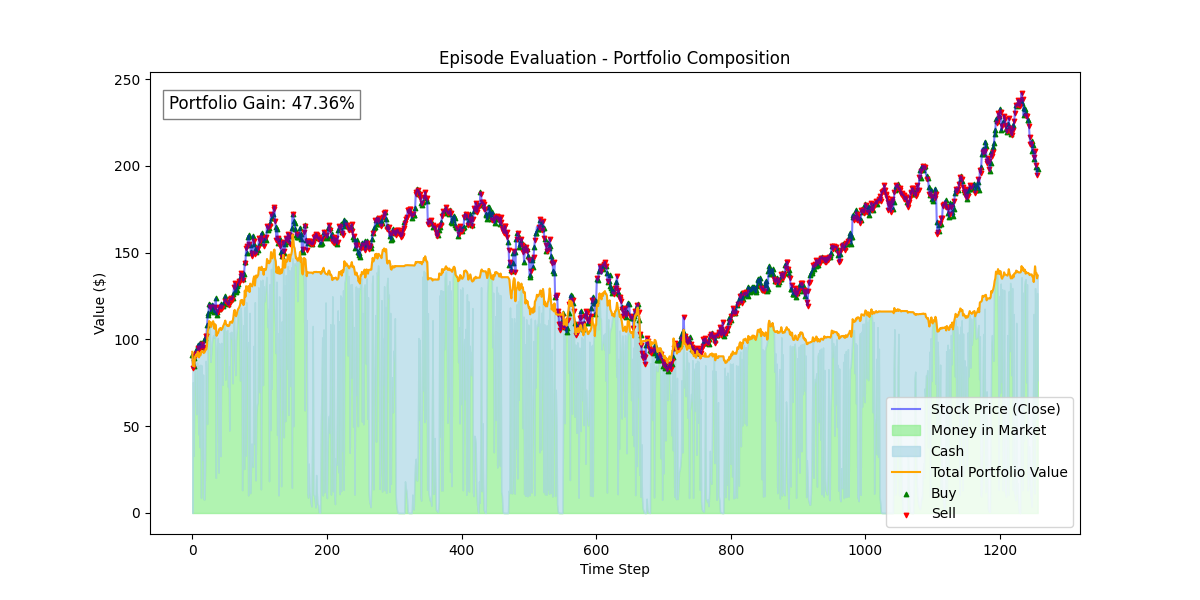 Episode Evaluation - Portfolio Composition
Portfolio Gain: 47.36%
Value ($)
250
200
150
100
50
0
0 200 400 600 800 1000 1200
Time Step
Stock Price (Close)
Money in Market
Cash
Total Portfolio Value
Buy
Sell